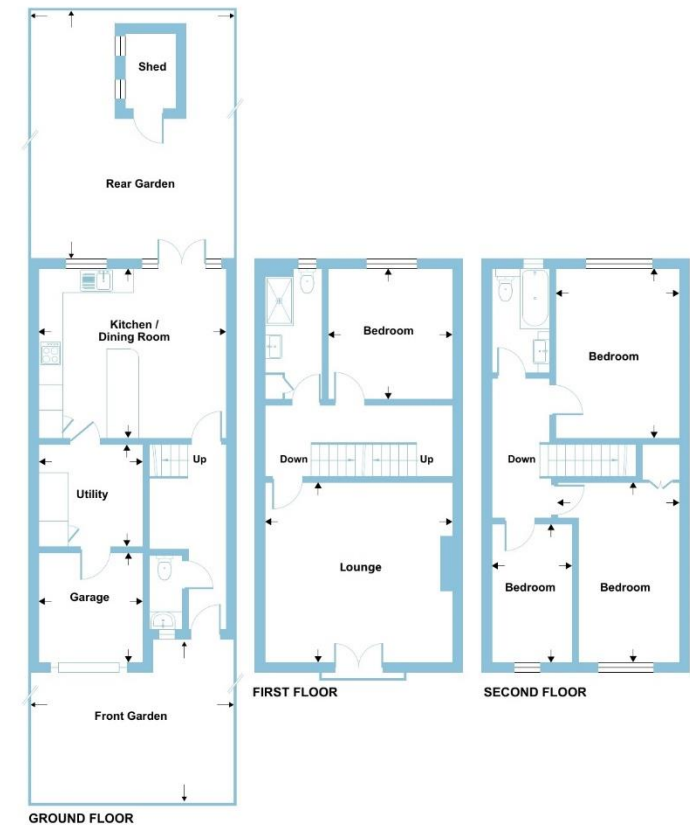 Shed
Rear Garden
Kitchen /
Dining Room
Up
Utility
Garage
Front Garden
GROUND FLOOR
Bedroom
Down
Up
Lounge
FIRST FLOOR
Bedroom
Down
Bedroom
Bedroom
SECOND FLOOR